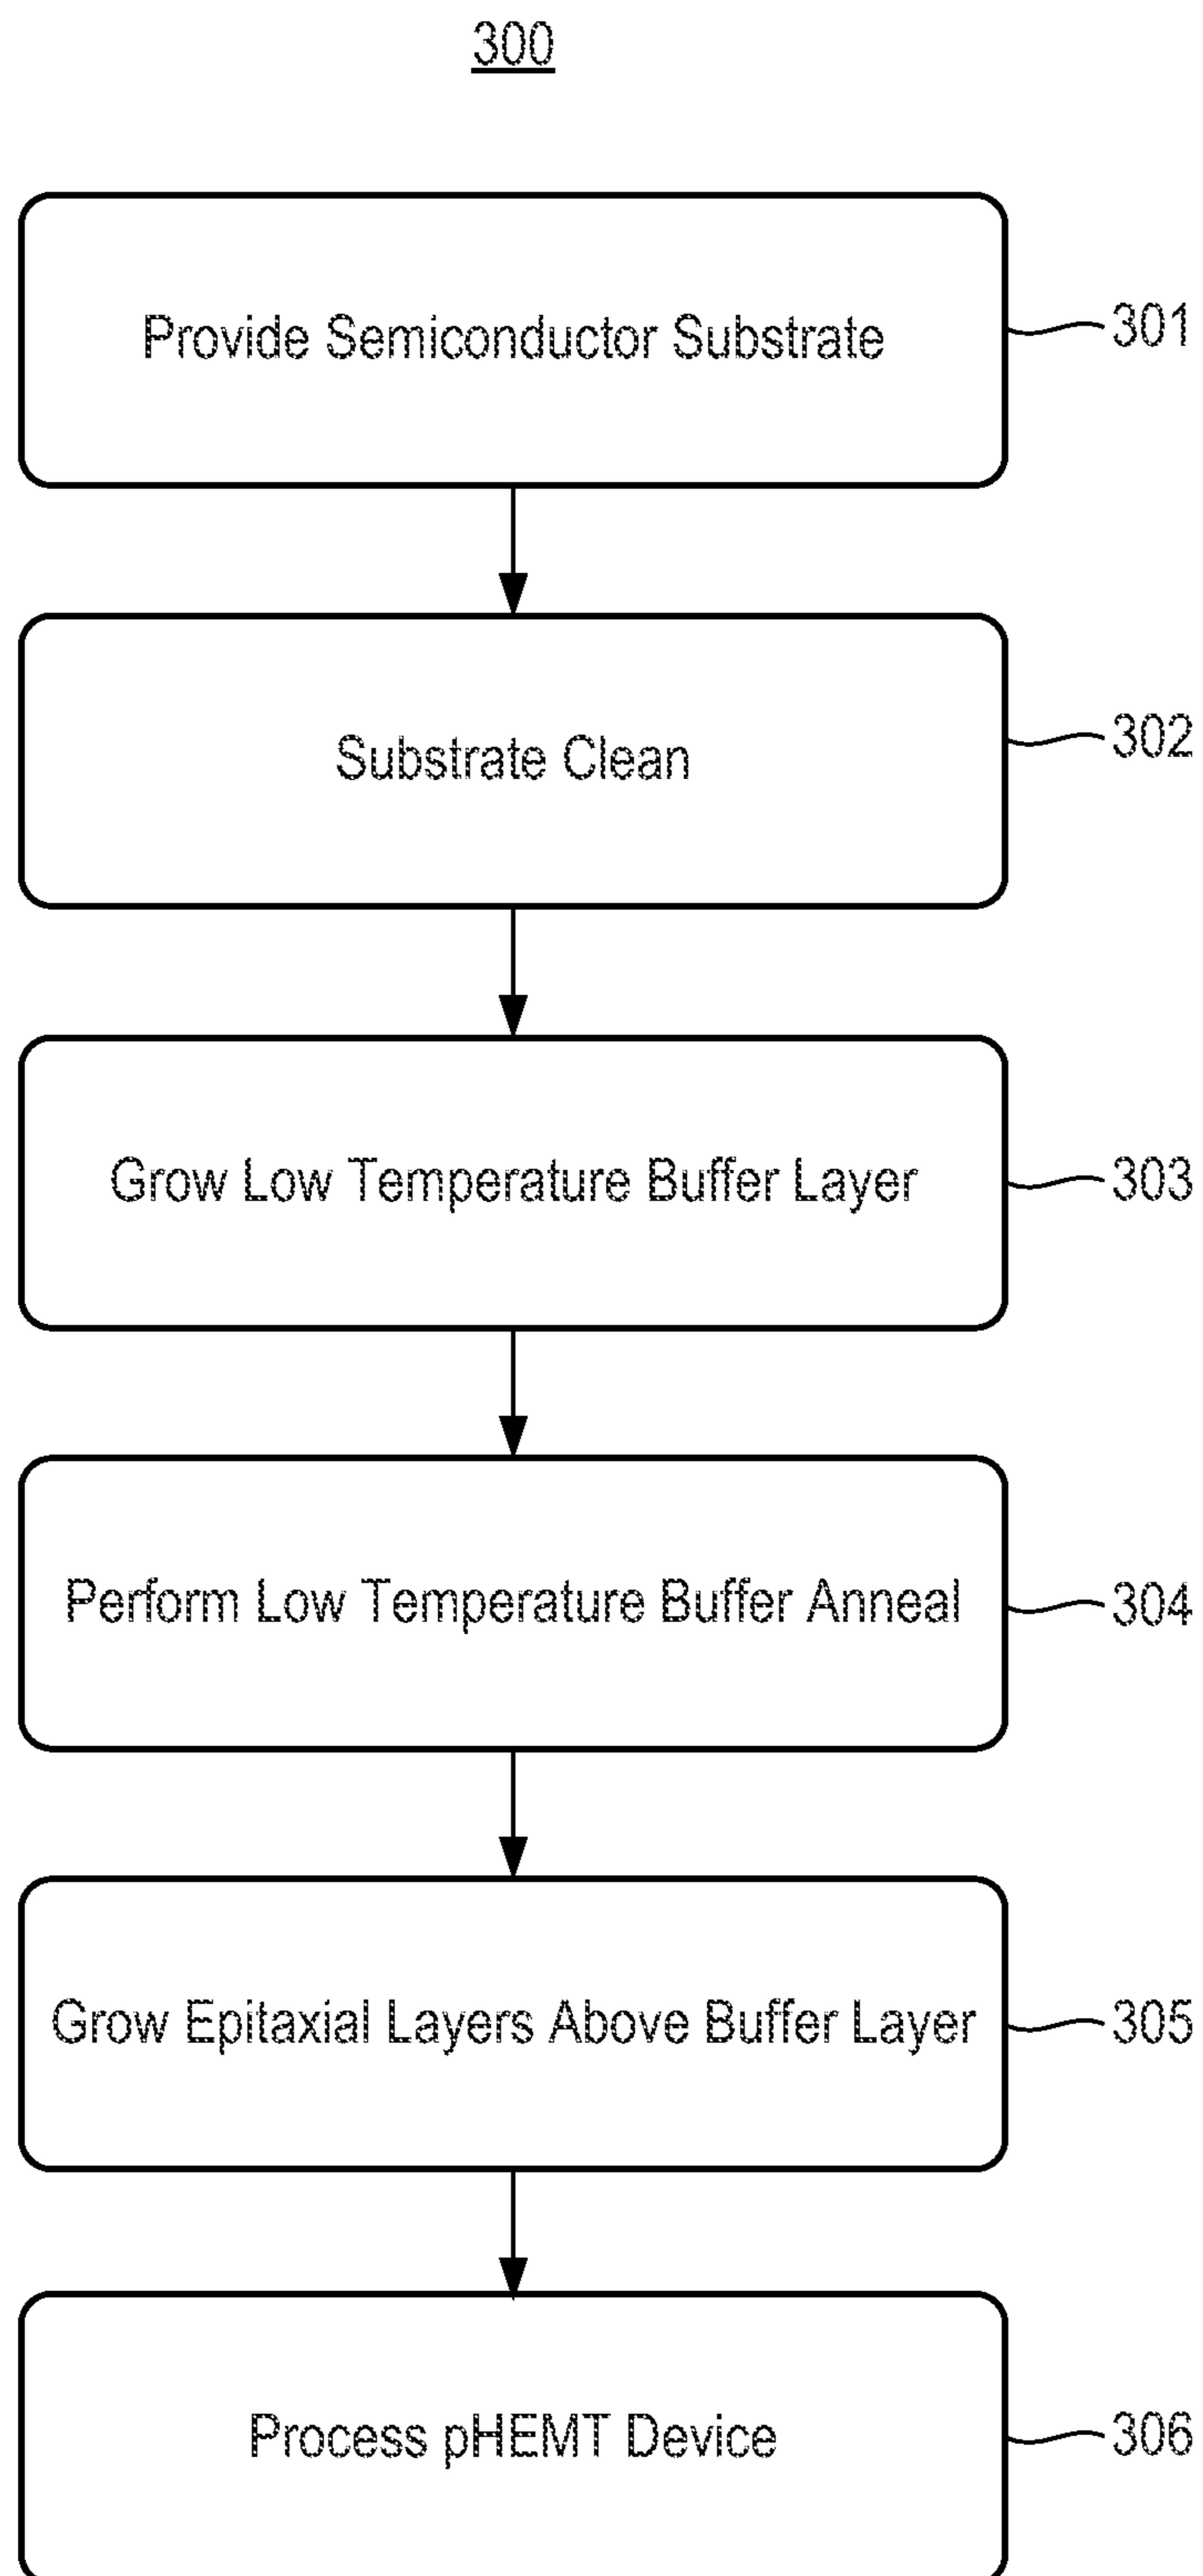 300
Provide Semiconductor Substrate
301
Substrate Clean
302
Grow Low Temperature Buffer Layer
303
Perform Low Temperature Buffer Anneal
304
Grow Epitaxial Layers Above Buffer Layer
305
Process pHEMT Device
306